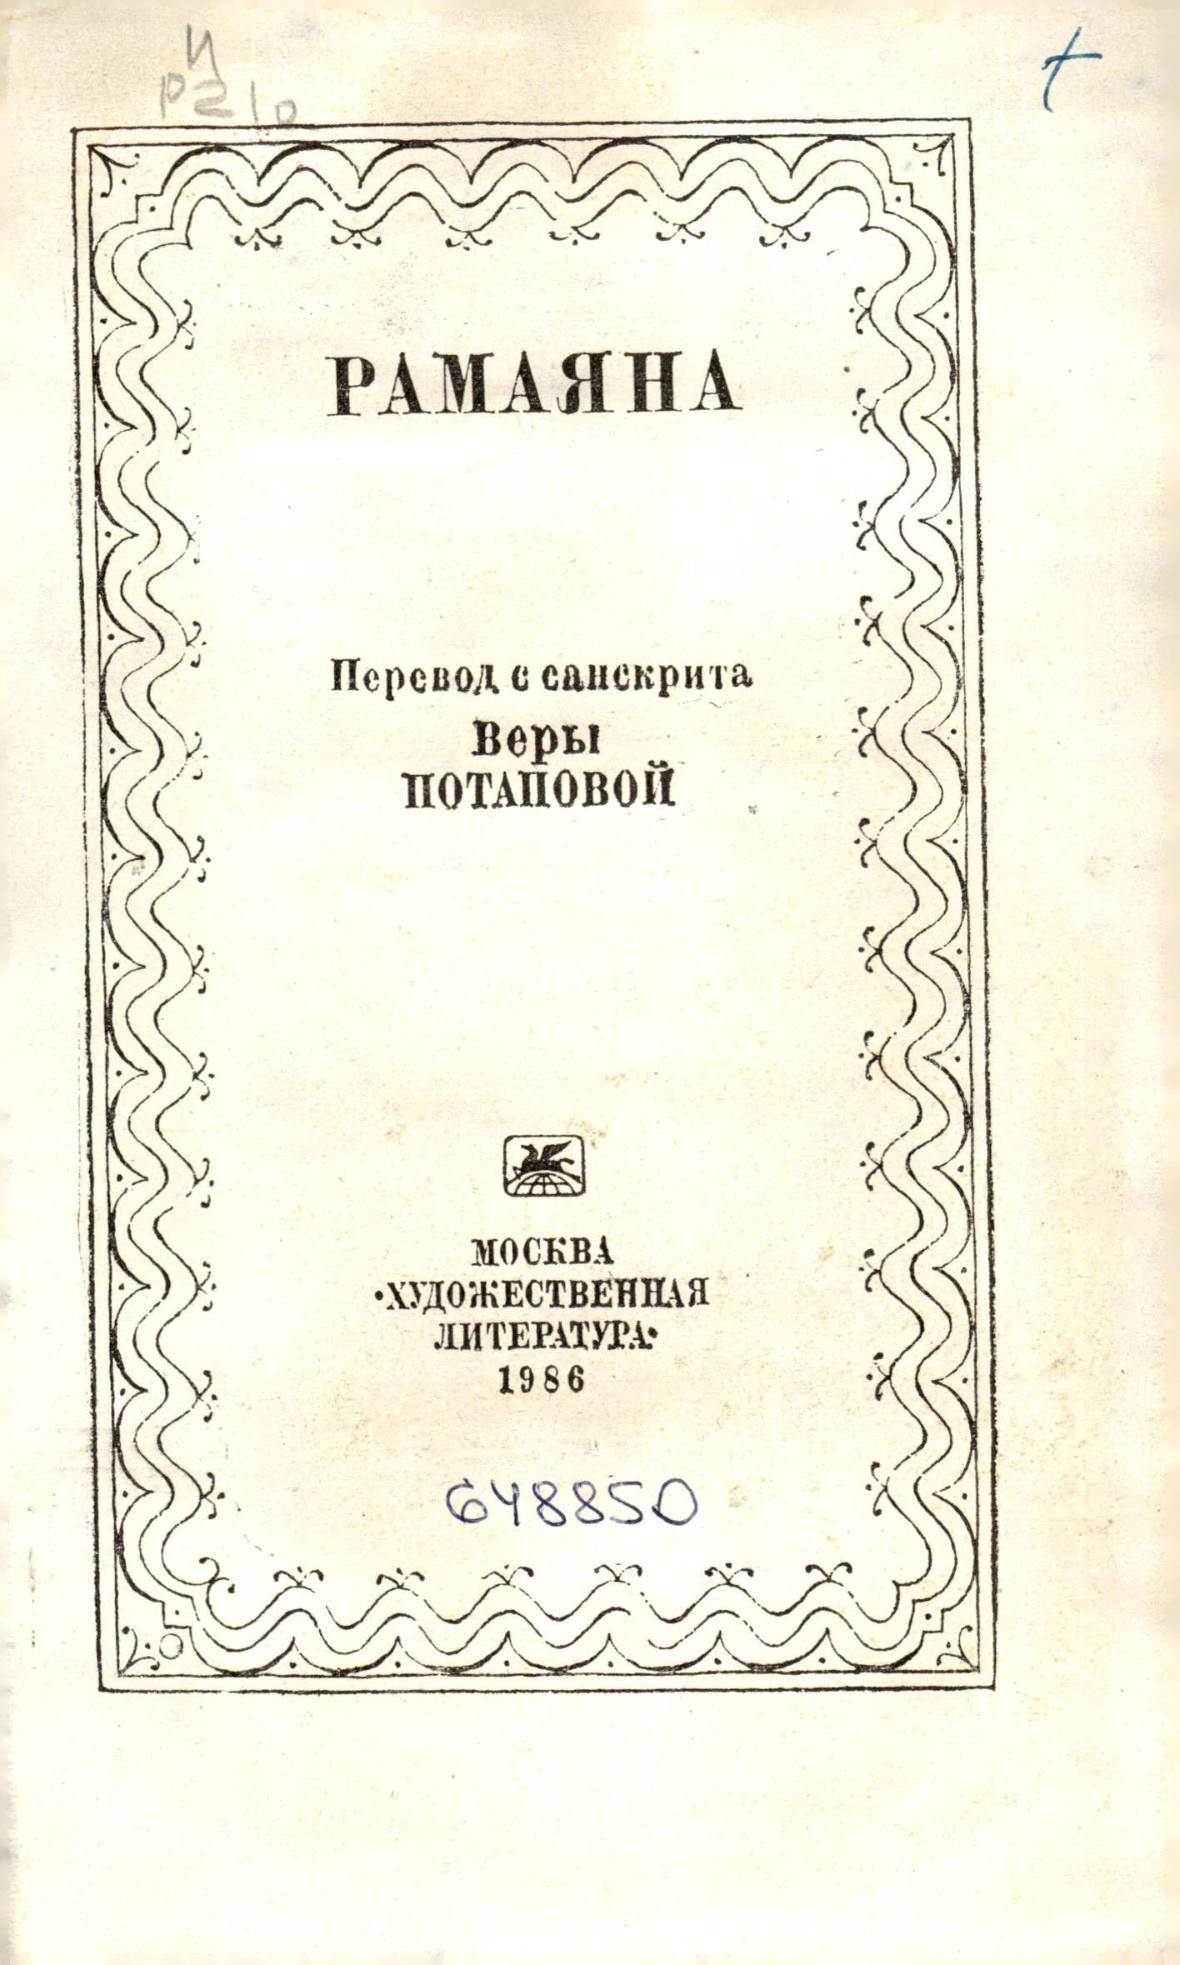 И
Р210
+
РАМАЯНА
Перевод с санскрита
Веры
ПОТАПОВОЙ
МОСКВА
•ХУДОЖЕСТВЕННАЯ
ЛИТЕРАТУРА•
1986
648850